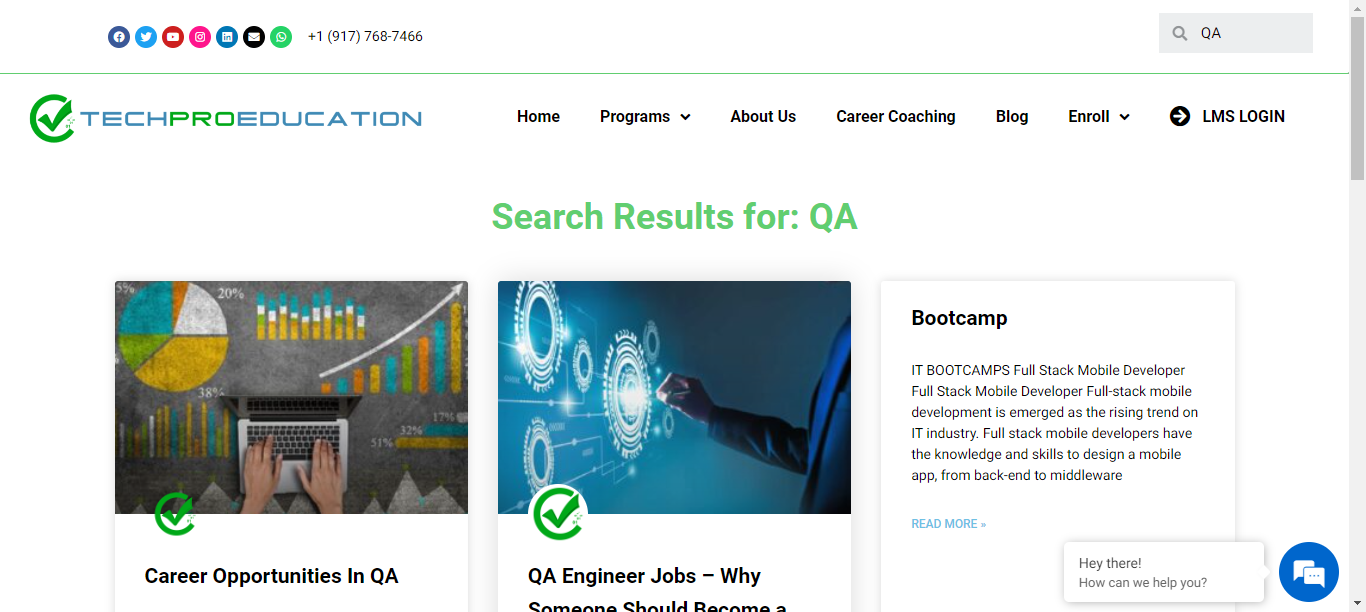 +1 (917) 768-7466
QA
TECHPROEDUCATION
Home
Programs
About Us
Career Coaching
Blog
Enroll
LMS LOGIN
Search Results for: QA
5%
20%
38%
17%
32%
51%
Career Opportunities In QA
QA Engineer Jobs – Why
Someone Should Become a
Bootcamp
IT BOOTCAMPS Full Stack Mobile Developer
Full Stack Mobile Developer Full-stack mobile
development is emerged as the rising trend on
IT industry. Full stack mobile developers have
the knowledge and skills to design a mobile
app, from back-end to middleware
READ MORE »
Hey there!
How can we help you?